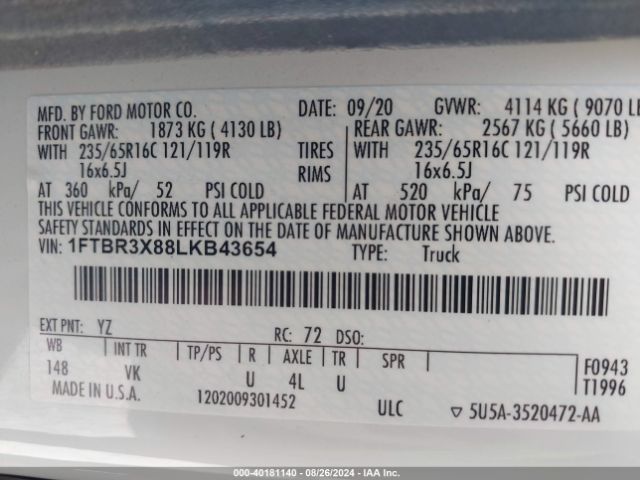 MFD. BY FORD MOTOR CO. DATE: 09/20 GVWR: 4114 KG ( 9070 LB
FRONT GAWR: 1873 KG ( 4130 LB) REAR GAWR: 2567 KG ( 5660 LB)
WITH 235/65R16C 121/119R TIRES WITH 235/65R16C 121/119R
16x6.5J RIMS 16x6.5J
AT 360 kPa/ 52 PSI COLD AT 520 kPa/ 75 PSI COLD
THIS VEHICLE CONFORMS TO ALL APPLICABLE FEDERAL MOTOR VEHICLE
SAFETY STANDARDS IN EFFECT ON THE DATE OF MANUFACTURE SHOWN ABOVE.
VIN: 1FTBR3X88LKB43654 TYPE: Truck
EXT PNT: YZ RC: 72 DSO:
WB INT TR TP/PS R AXLE TR SPR F0943
148 VK U 4L U T1996
MADE IN U.S.A. 1202009301452 ULC ▽ 5U5A-3520472-AA
000-40181140 - 08/26/2024 - IAA Inc.